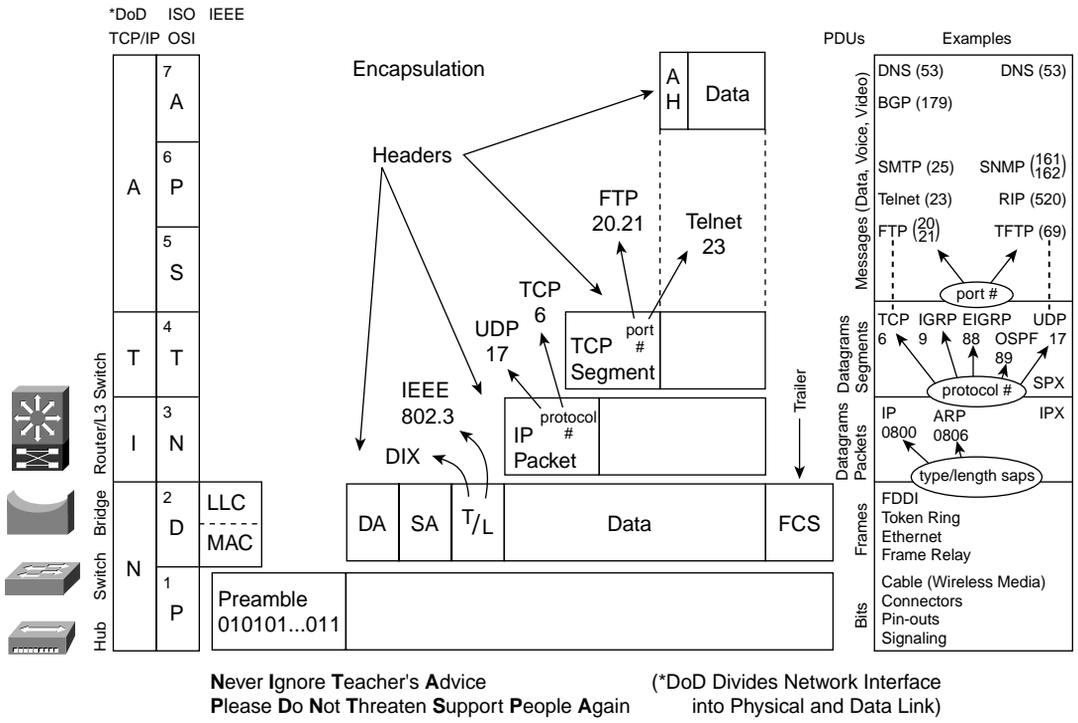 *DoD ISO IEEE
TCP/IP OSI
PDUs Examples
7
A
6
P
5
S
A
4
T
T
3
N
I
2
D
LLC
MAC
N
1
P
Router/L3 Switch
Bridge
Switch
Hub
Encapsulation
A
H
Data
Headers
FTP
20.21
Telnet
23
TCP
6
UDP
17
port
#
TCP
Segment
IEEE
802.3
protocol
#
IP
Packet
DIX
Trailer
DA
SA
T/L
Data
FCS
Preamble
010101...011
Messages (Data, Voice, Video)
DNS (53) DNS (53)
BGP (179)
SMTP (25) SNMP (161
162)
Telnet (23) RIP (520)
FTP (20
21) TFTP (69)
port #
Datagrams
Segments
TCP IGRP EIGRP UDP
6 9 88 OSPF 17
89
SPX
protocol #
Datagrams
Packets
IP ARP IPX
0800 0806
type/length saps
Frames
FDDI
Token Ring
Ethernet
Frame Relay
Bits
Cable (Wireless Media)
Connectors
Pin-outs
Signaling
Never Ignore Teacher's Advice
Please Do Not Threaten Support People Again
(*DoD Divides Network Interface
into Physical and Data Link)